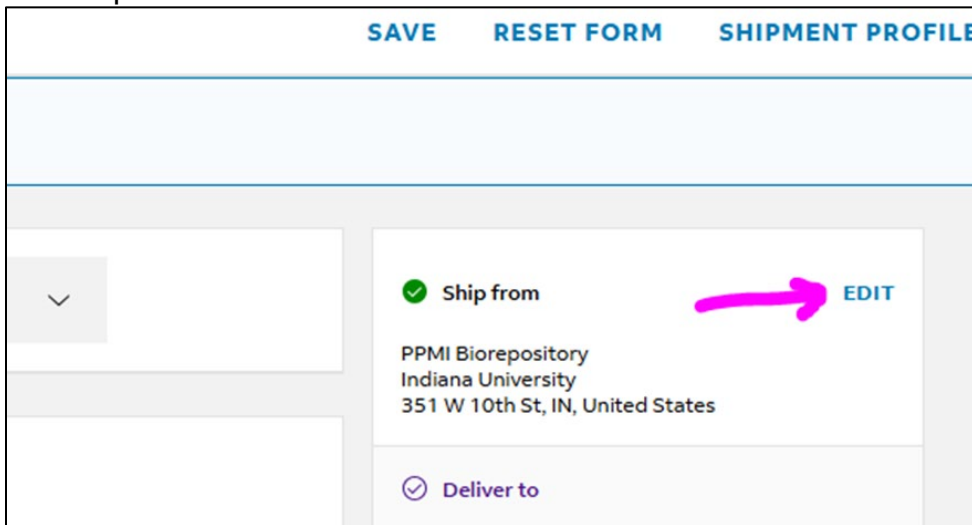 SAVE RESET FORM SHIPMENT PROFILE
Ship from EDIT
PPMI Biorepository
Indiana University
351 W 10th St, IN, United States
Deliver to